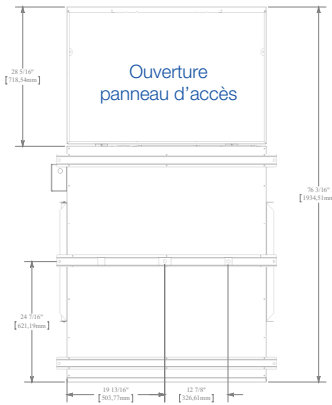 Ouverture
panneau d'accès
28 5/16"
[718,54mm]
76 3/16"
[1934,51mm
24 7/16"
[621,19mm]
19 13/16"
[503,77mm]
12 7/8"
[326,61mm]